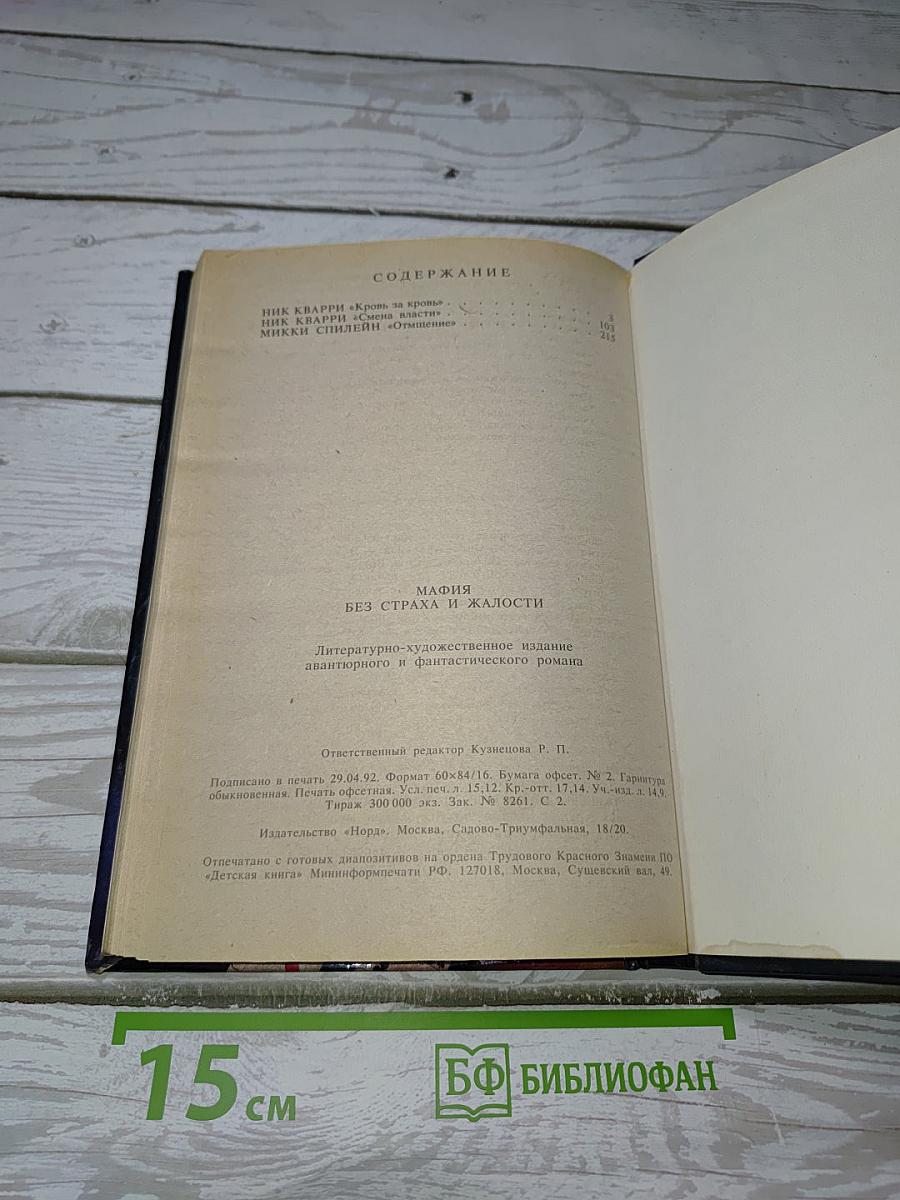 СОДЕРЖАНИЕ
НИК КВАРРИ «Кровь за кровь» . . . . . . . . 3
НИК КВАРРИ «Смена власти» . . . . . . . . 103
МИККИ СПИЛЕЙН «Отмщение» . . . . . . . . 215
МАФИЯ
БЕЗ СТРАХА И ЖАЛОСТИ
Литературно-художественное издание
авантюрного и фантастического романа
Ответственный редактор Кузнецова Р. П.
Подписано в печать 29.04.92. Формат 60×84/16. Бумага офсет. № 2. Гарнитура
обыкновенная. Печать офсетная. Усл. печ. л. 15,12. Кр.-отт. 17,14. Уч.-изд. л. 14,9.
Тираж 300 000 экз. Зак. № 8261. С 2.
Издательство «Норд». Москва, Садово-Триумфальная, 18/20.
Отпечатано с готовых диапозитивов на ордена Трудового Красного Знамени ПО
«Детская книга» Мининформпечати РФ. 127018, Москва, Сущевский вал, 49.
15 см
БФ БИБЛИОФАН